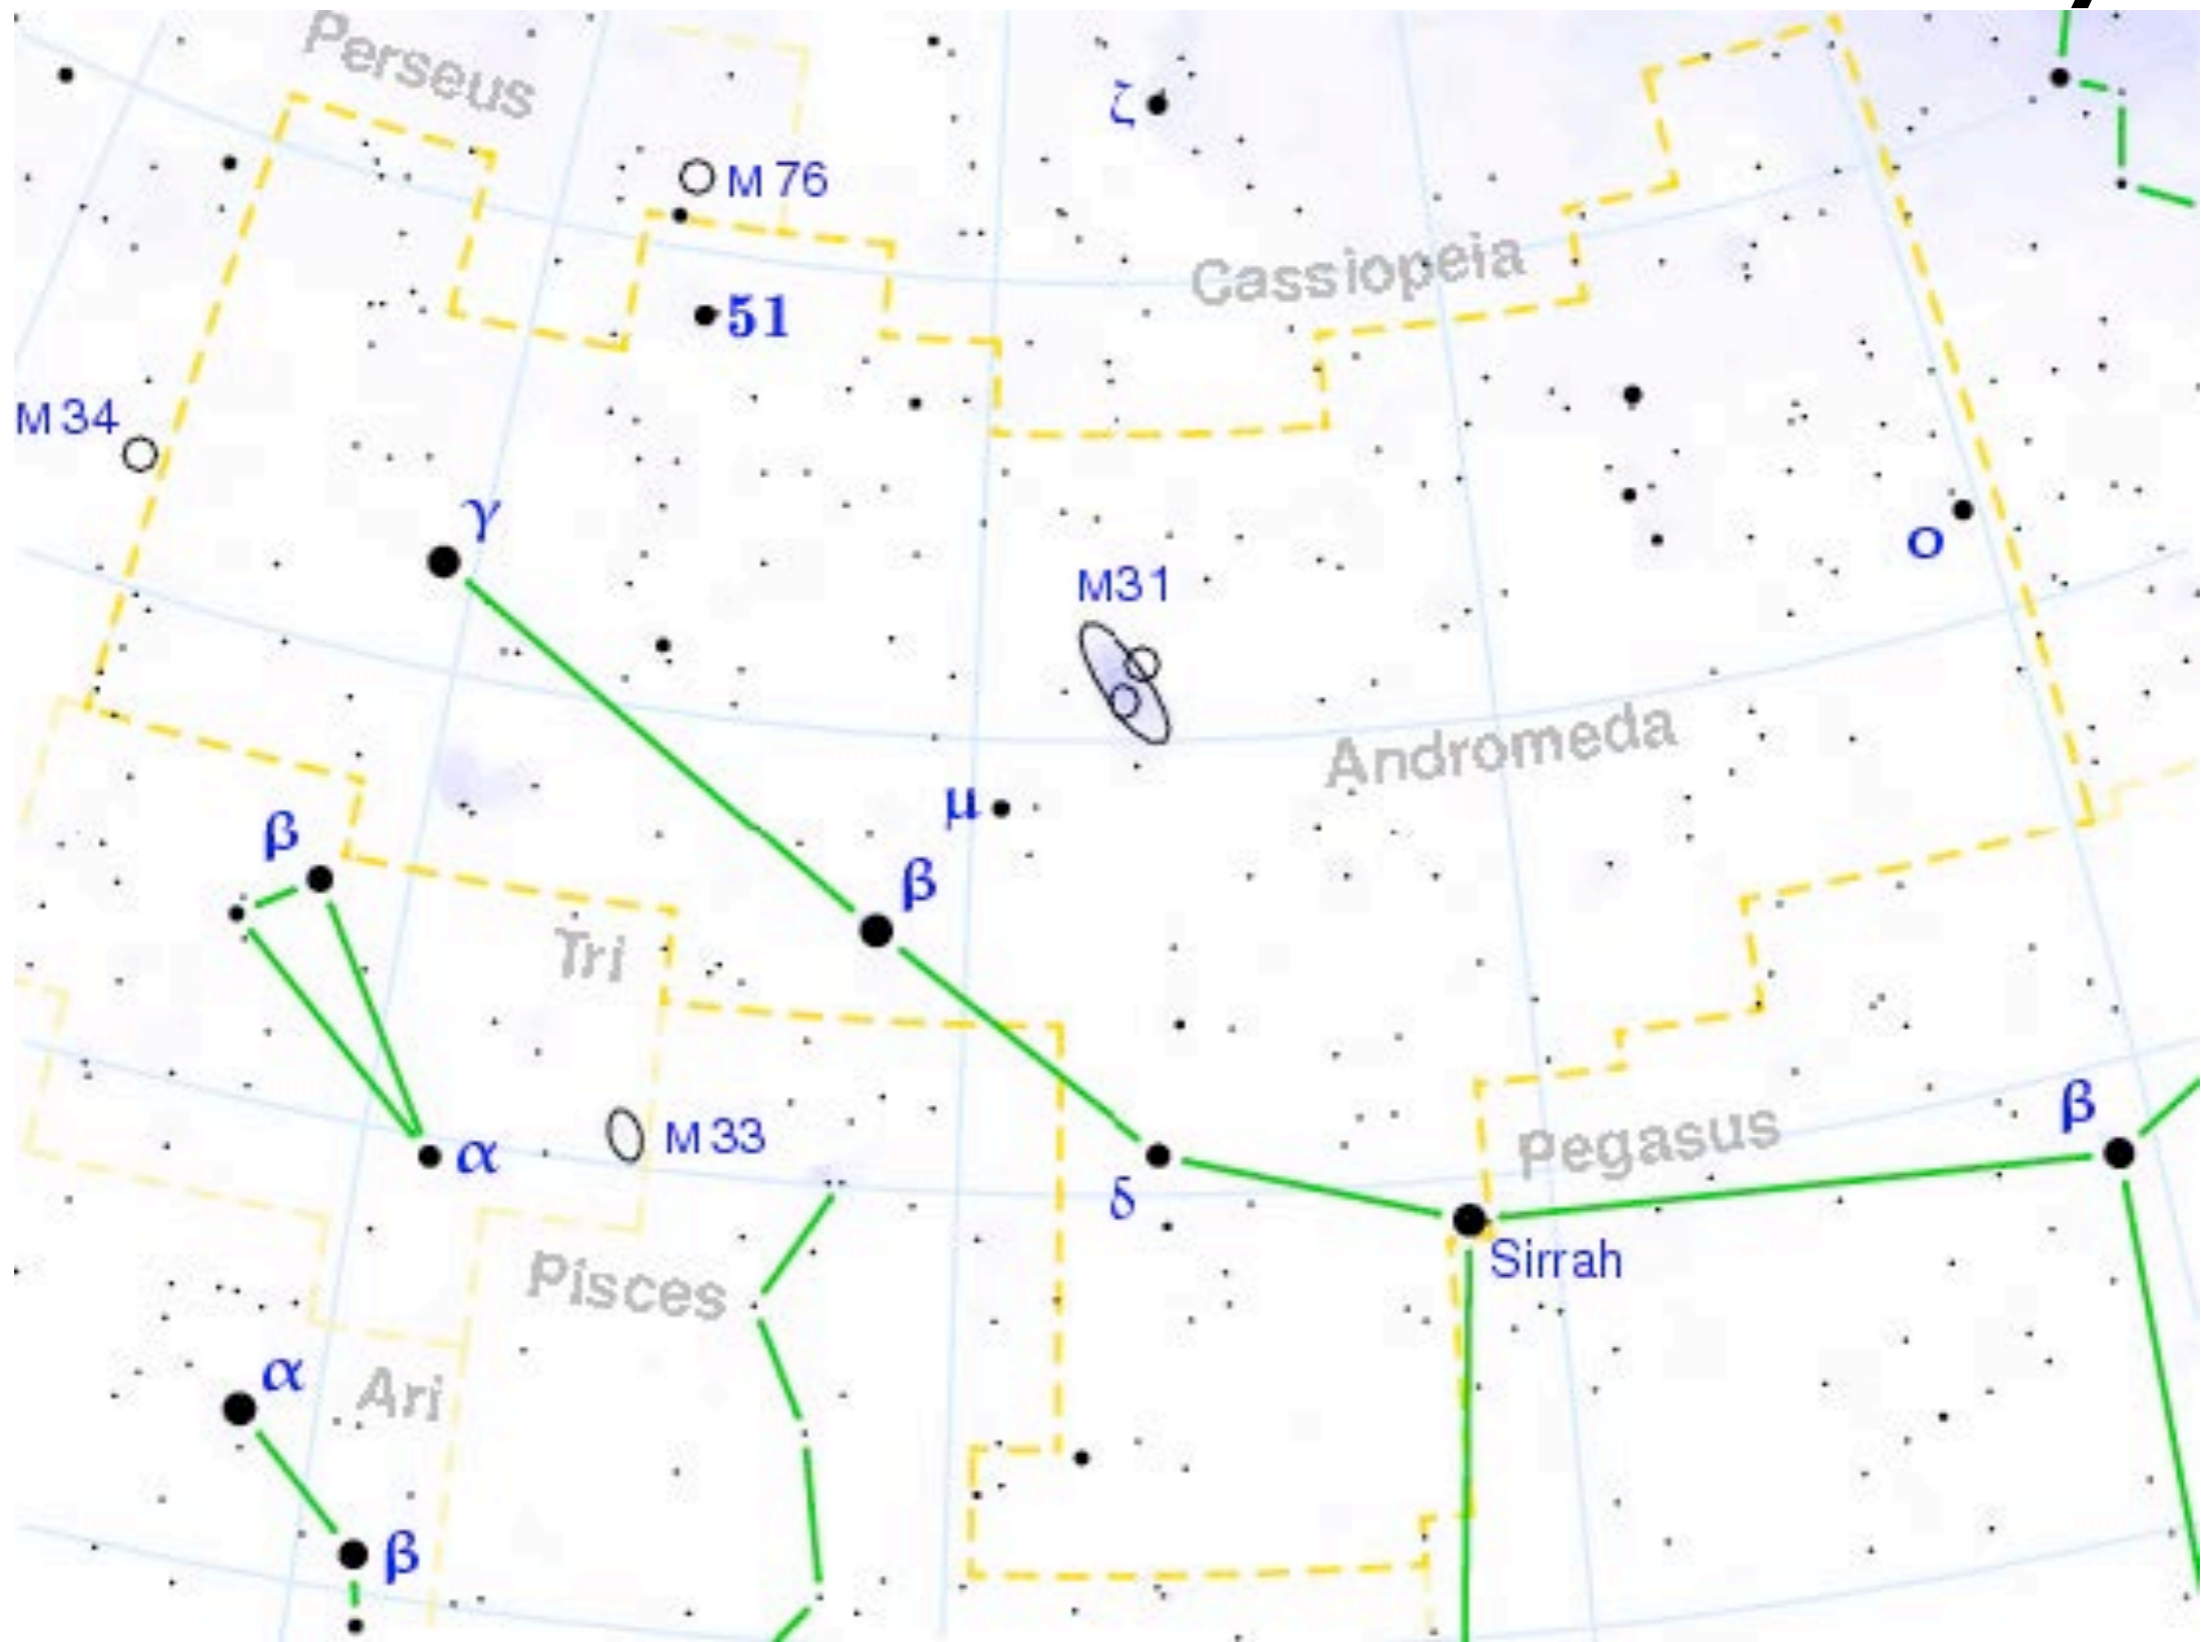 Perseus
ζ
M 76
Cassiopeia
51
M 34
γ
ο
M31
Andromeda
μ
β
β
Tri
β
Pegasus
M 33
α
δ
Sirrah
Pisces
α
Ari
β